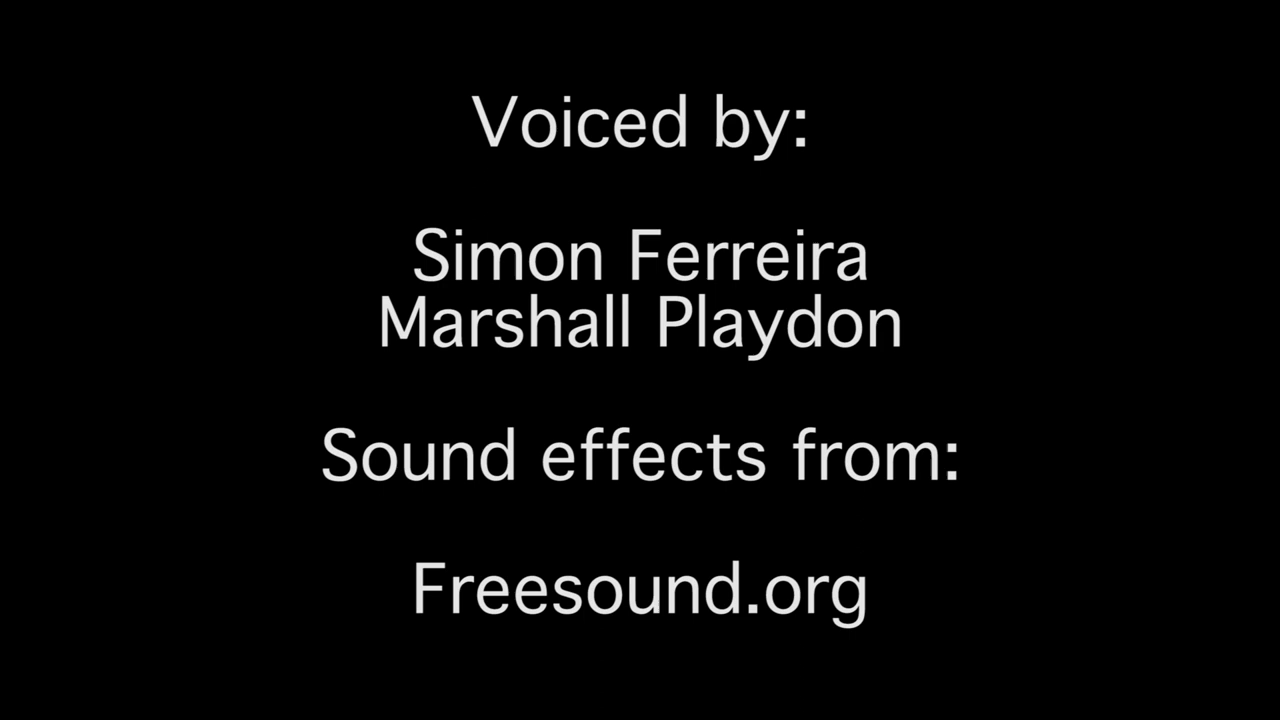 Voiced by:
Simon Ferreira
Marshall Playdon
Sound effects from:
Freesound.org